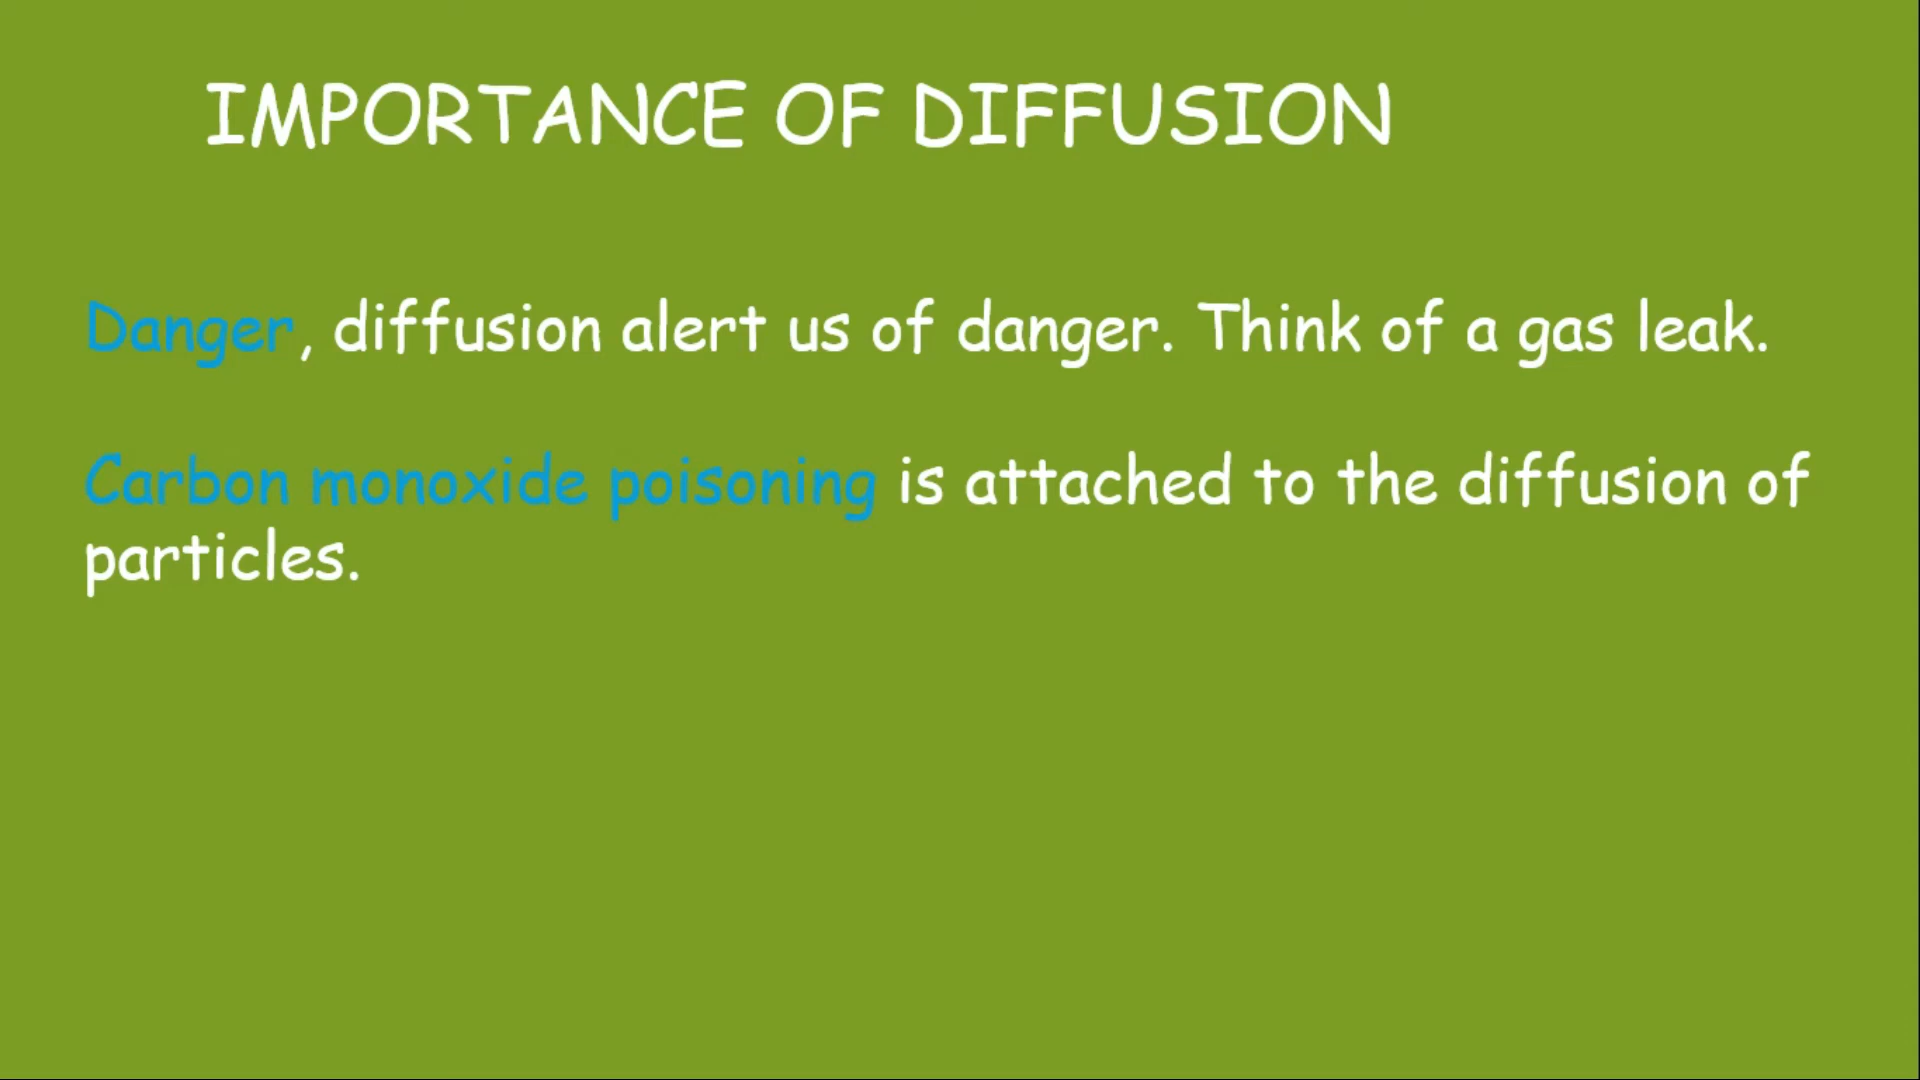 IMPORTANCE OF DIFFUSION
Danger, diffusion alert us of danger. Think of a gas leak.
Carbon monoxide poisoning is attached to the diffusion of
particles.